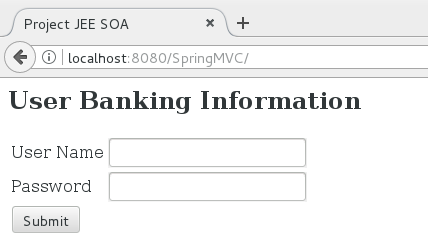 Project JEE SOA
localhost:8080/SpringMVC/
User Banking Information
User Name
Password
Submit